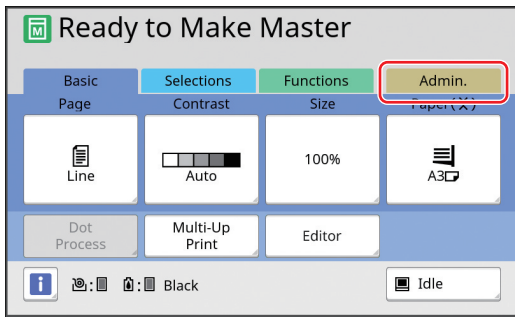 M Ready to Make Master
Basic Selections Functions Admin.
Page Contrast Size Paper(X)
Line Auto 100% A3
Dot Process Multi-Up Print Editor
i : : Black Idle